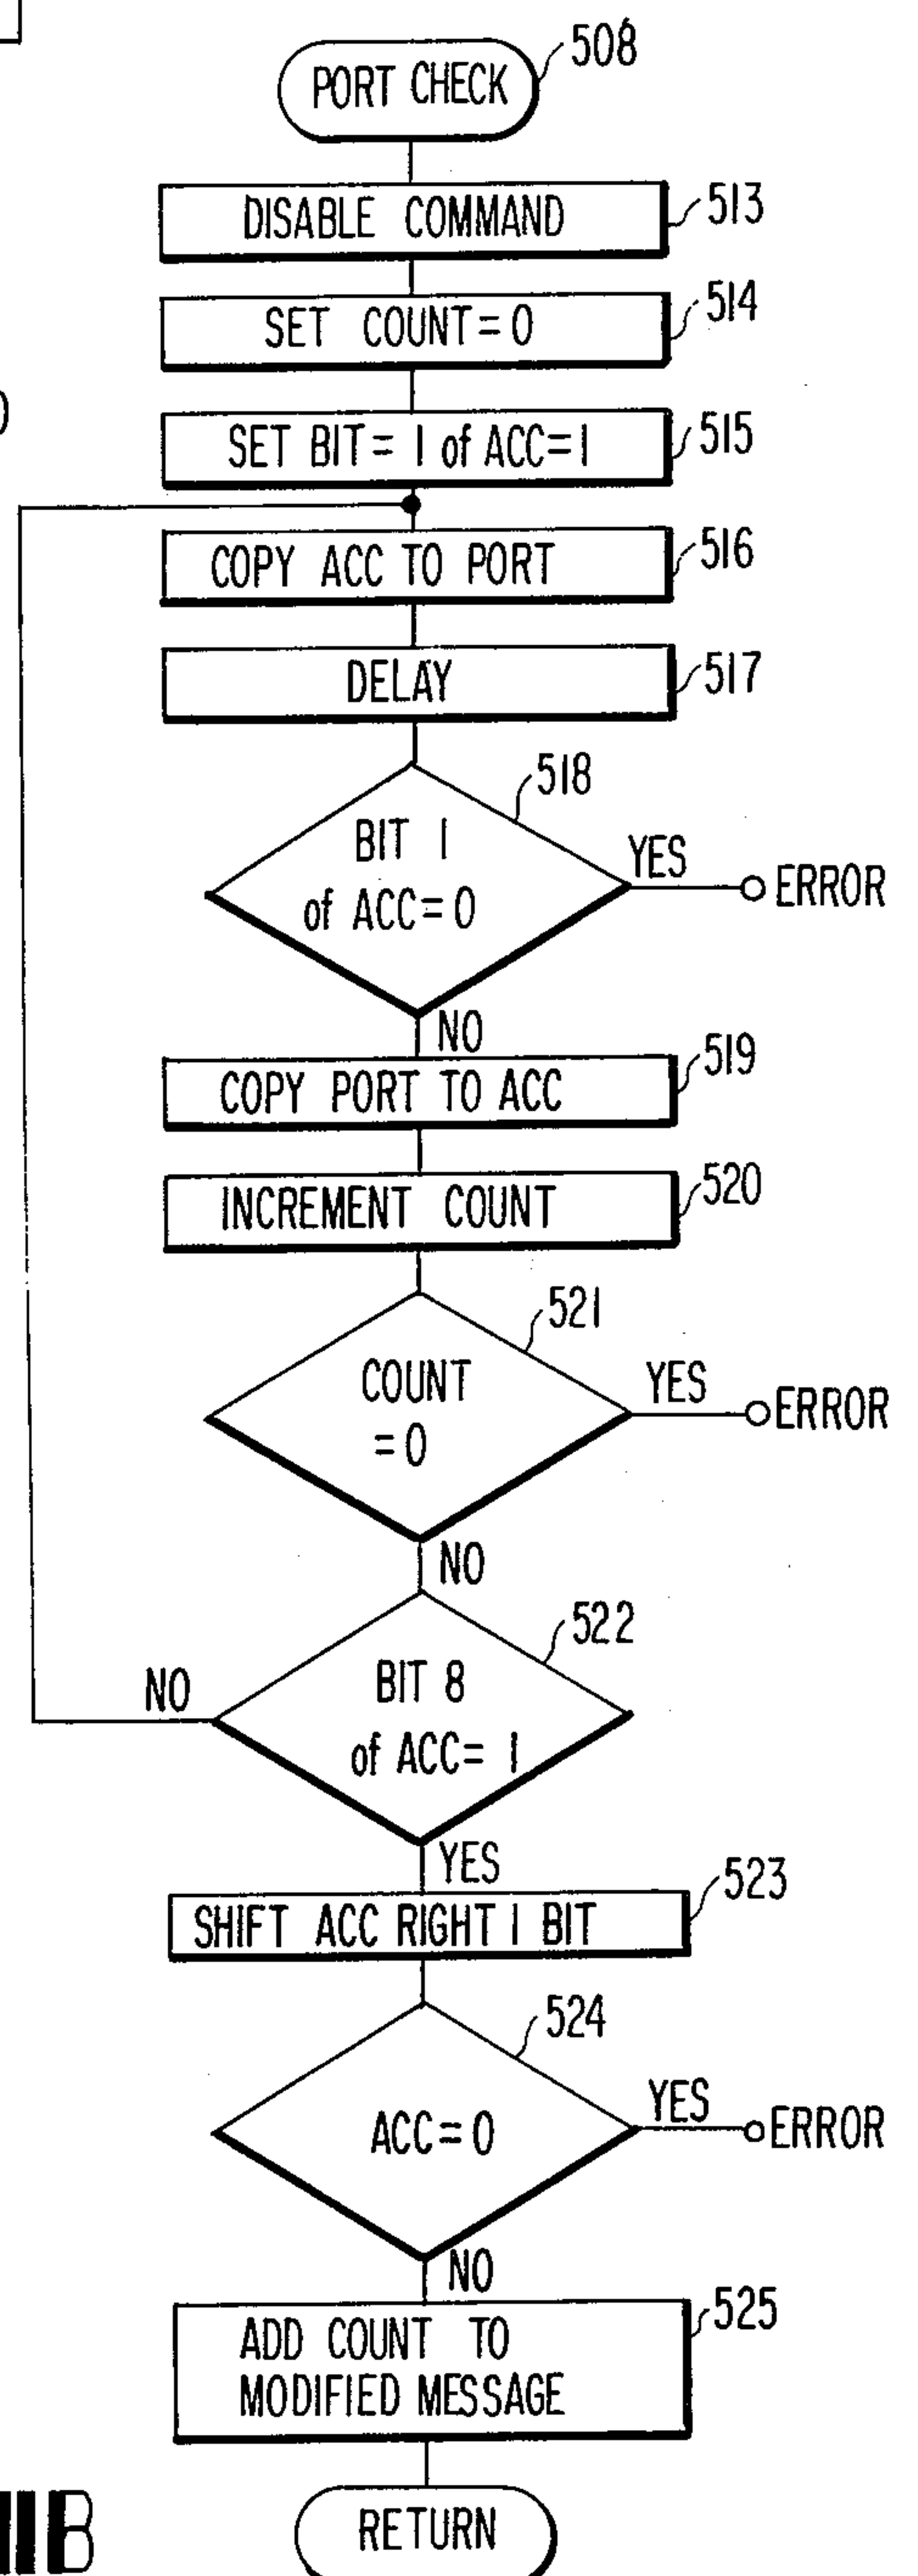 PORT CHECK
508
DISABLE COMMAND
513
SET COUNT = 0
514
SET BIT = 1 of ACC = 1
515
COPY ACC TO PORT
516
DELAY
517
BIT 1
of ACC = 0
518
YES
ERROR
NO
COPY PORT TO ACC
519
INCREMENT COUNT
520
COUNT
= 0
521
YES
ERROR
NO
BIT 8
of ACC = 1
522
NO
YES
SHIFT ACC RIGHT 1 BIT
523
ACC = 0
524
YES
ERROR
NO
ADD COUNT TO
MODIFIED MESSAGE
525
RETURN